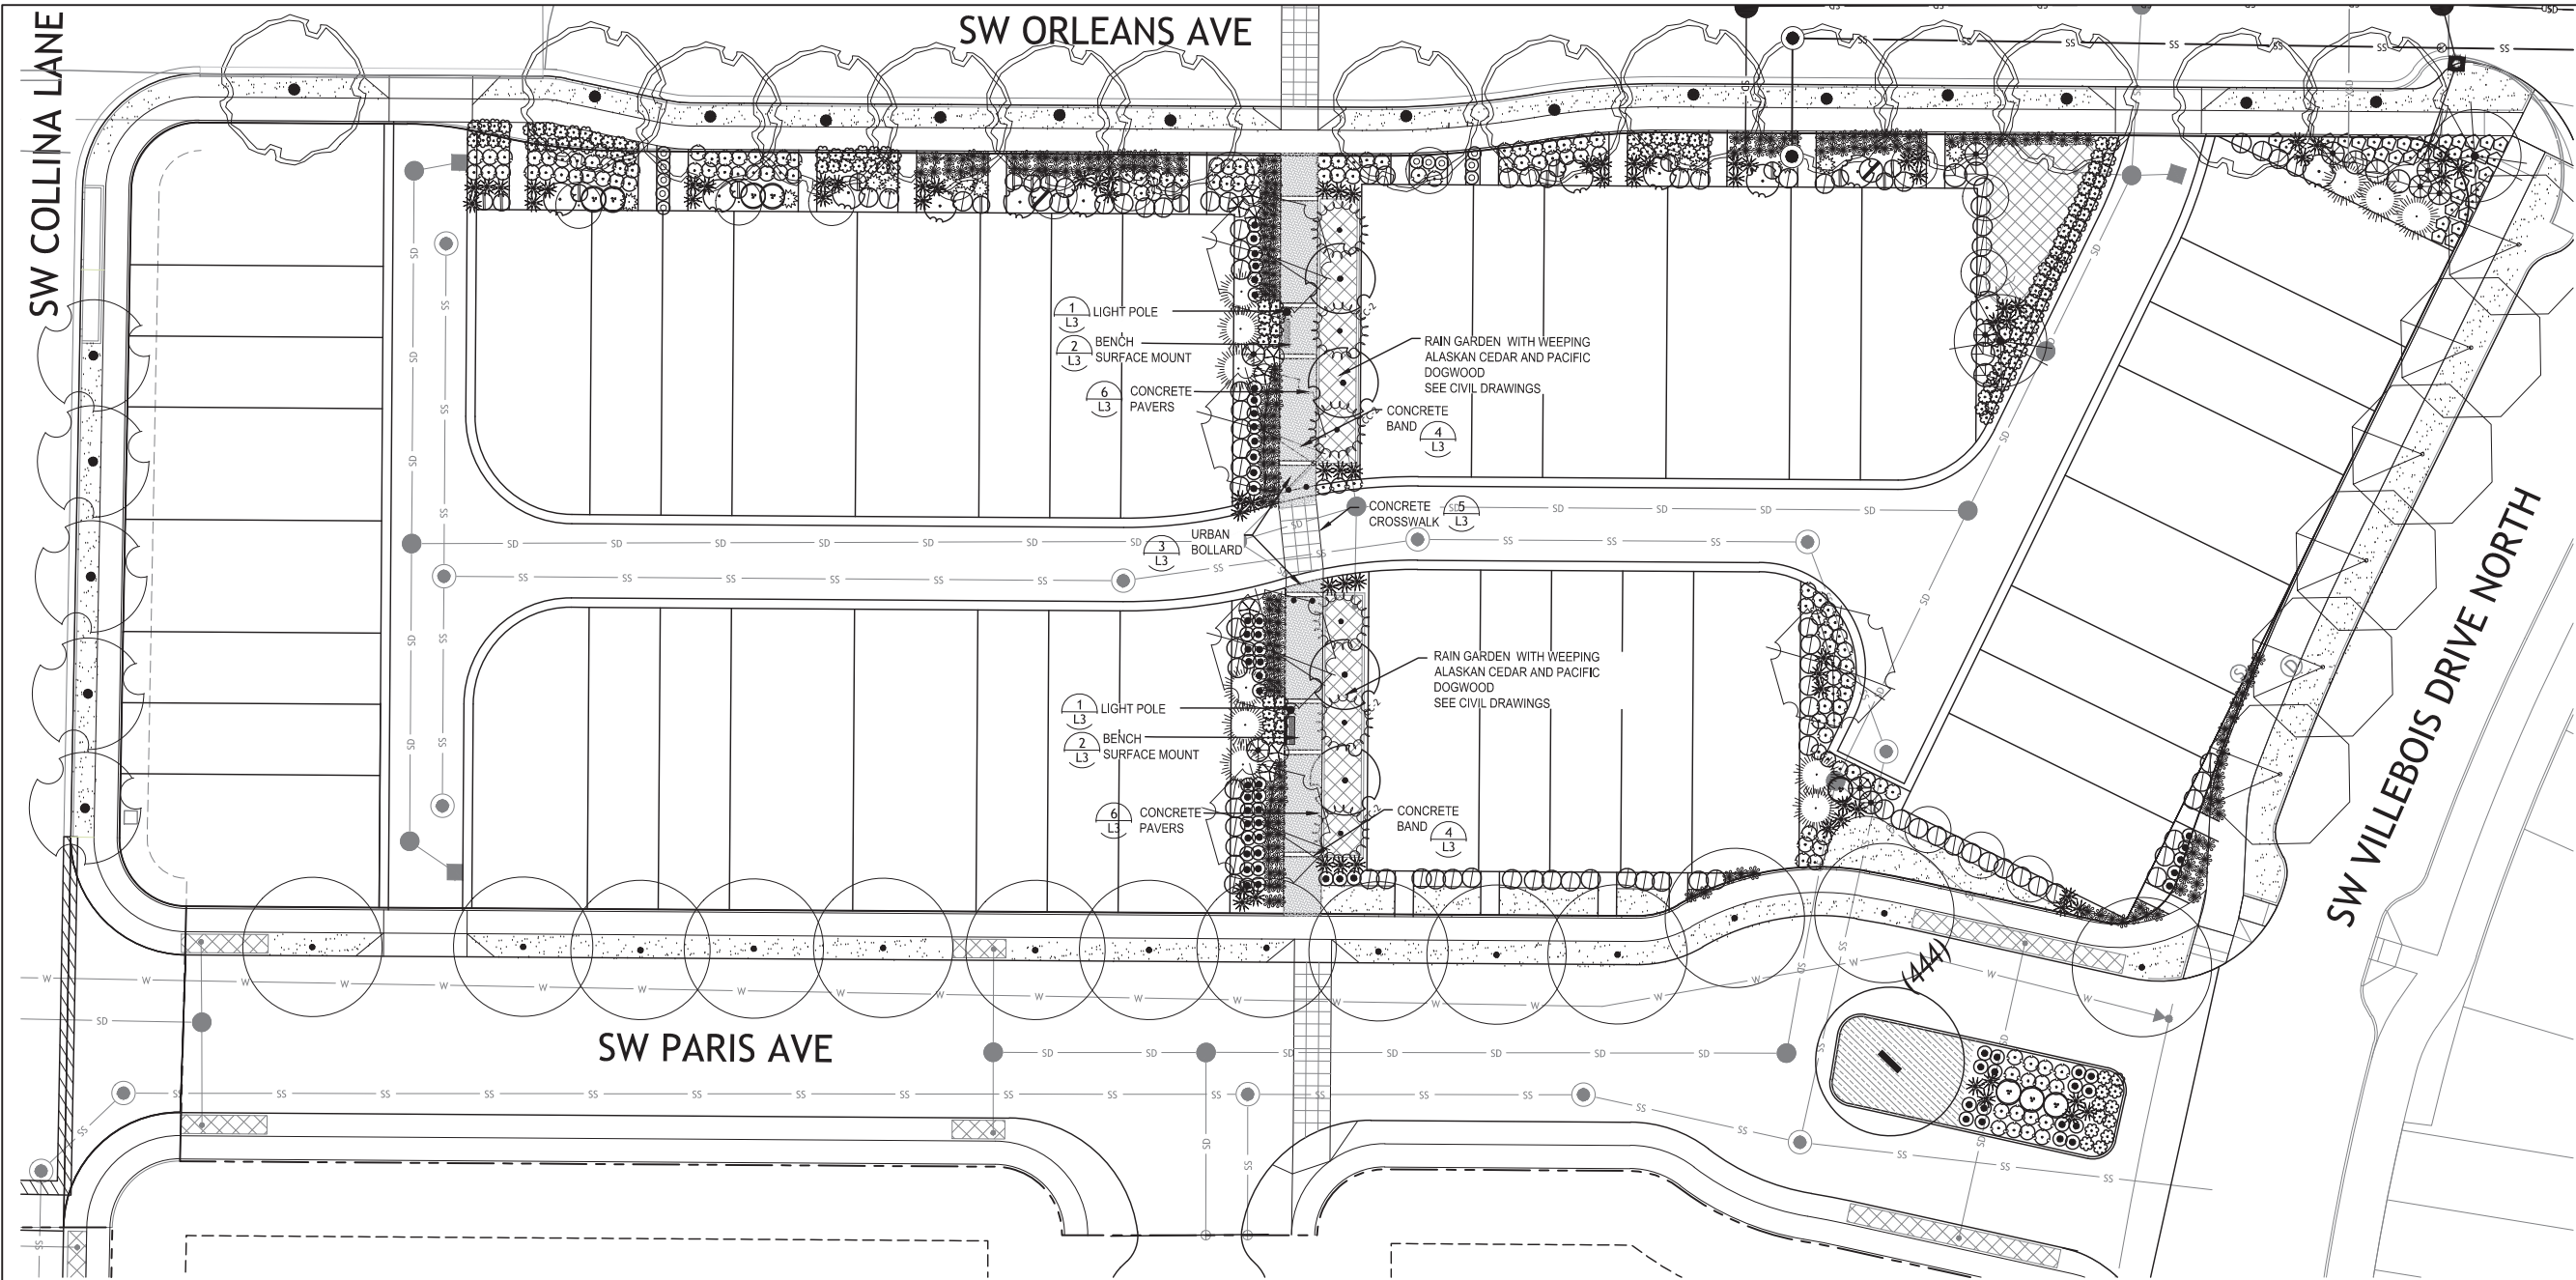 SW ORLEANS AVE
SW COLLINA LANE
1
L3
LIGHT POLE
2
L3
BENCH
SURFACE MOUNT
6
L3
CONCRETE
PAVERS
RAIN GARDEN WITH WEEPING
ALASKAN CEDAR AND PACIFIC
DOGWOOD
SEE CIVIL DRAWINGS
CONCRETE
BAND
4
L3
CONCRETE
CROSSWALK
5
L3
URBAN
BOLLARD
3
L3
RAIN GARDEN WITH WEEPING
ALASKAN CEDAR AND PACIFIC
DOGWOOD
SEE CIVIL DRAWINGS
1
L3
LIGHT POLE
2
L3
BENCH
SURFACE MOUNT
6
L3
CONCRETE
PAVERS
CONCRETE
BAND
4
L3
SW VILLEBOIS DRIVE NORTH
SW PARIS AVE